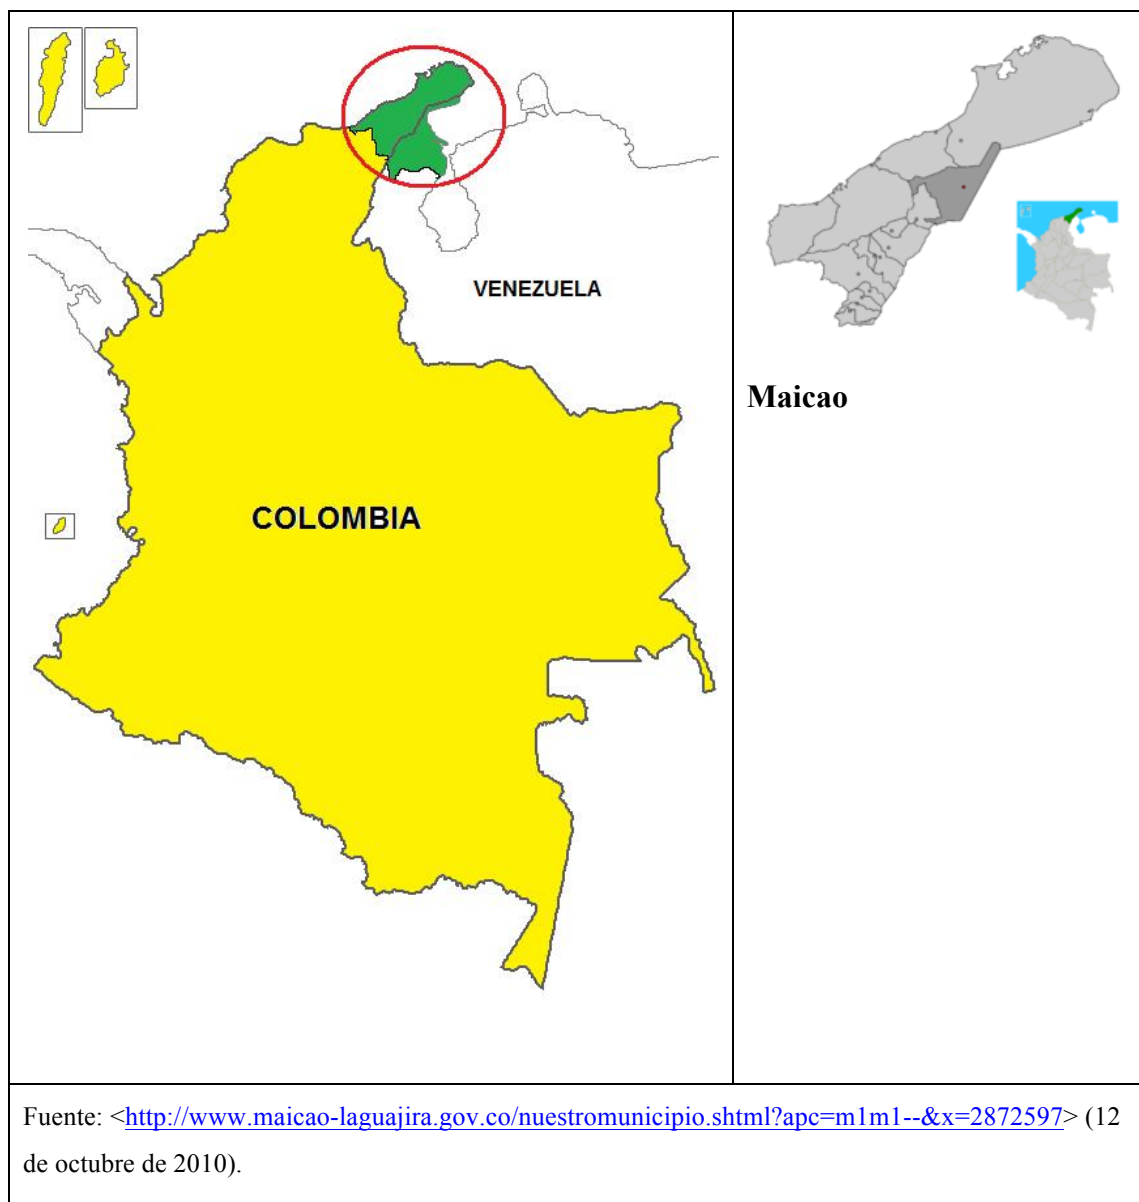 VENEZUELA
COLOMBIA
Maicao
Fuente: <http://www.maicao-laguajira.gov.co/nuestromunicipio.shtml?apc=m1m1--&x=2872597> (12
de octubre de 2010).